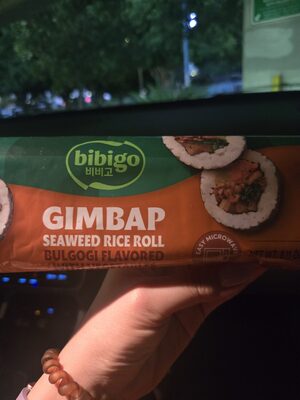 bibigo
비비고
GIMBAP
SEAWEED RICE ROLL
BULGOGI FLAVORED
EASY MICROWAVE